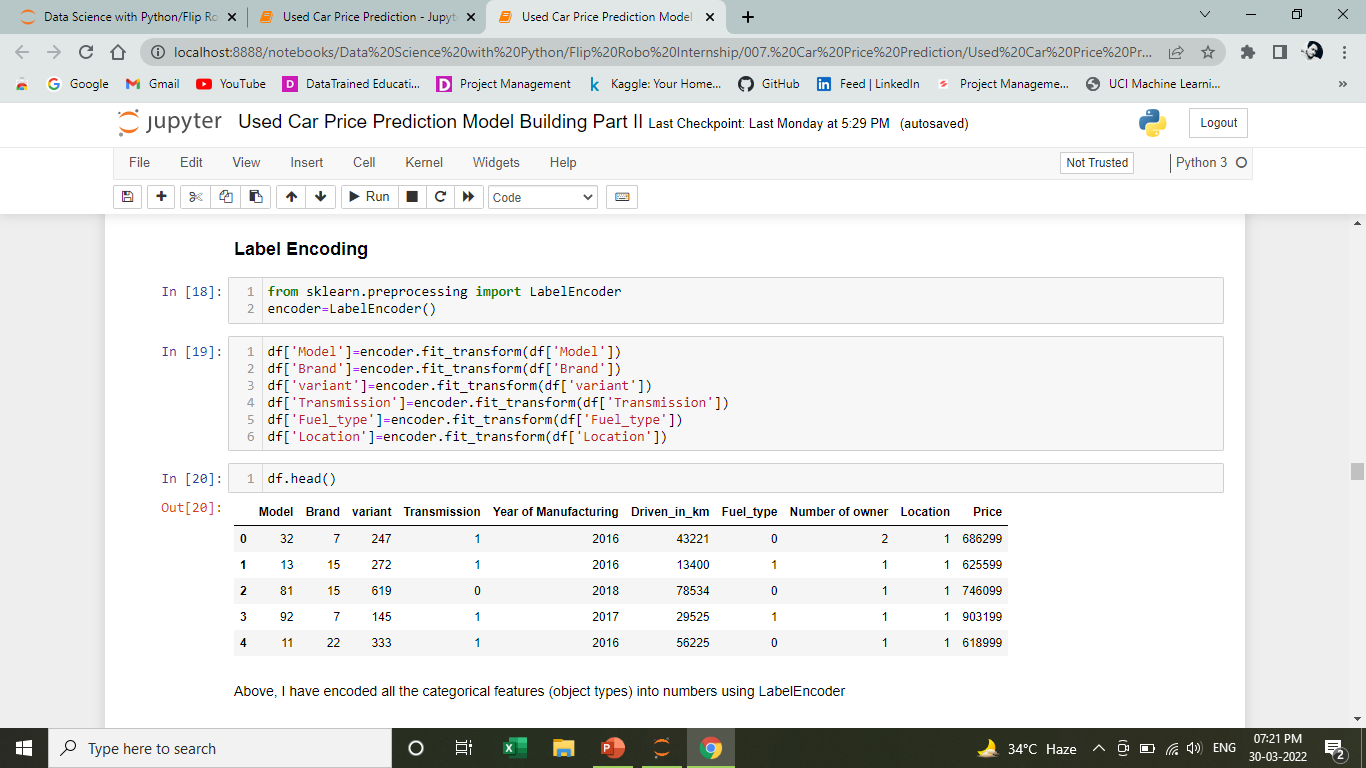 Data Science with Python/Flip Ro
Used Car Price Prediction - Jupyt
Used Car Price Prediction Model
localhost:8888/notebooks/Data%20Science%20with%20Python/Flip%20Robo%20Internship/007.%20Car%20Price%20Prediction/Used%20Car%20Price%20Pr...
Google Gmail YouTube DataTrained Educati... Project Management Kaggle: Your Home... GitHub Feed | LinkedIn Project Manageme... UCI Machine Learni... »
jupyter Used Car Price Prediction Model Building Part II Last Checkpoint: Last Monday at 5:29 PM (autosaved) Logout
File Edit View Insert Cell Kernel Widgets Help Not Trusted Python 3
Run Code
Label Encoding
In [18]: 1 from sklearn.preprocessing import LabelEncoder
2 encoder=LabelEncoder()
In [19]: 1 df['Model']=encoder.fit_transform(df['Model'])
2 df['Brand']=encoder.fit_transform(df['Brand'])
3 df['variant']=encoder.fit_transform(df['variant'])
4 df['Transmission']=encoder.fit_transform(df['Transmission'])
5 df['Fuel_type']=encoder.fit_transform(df['Fuel_type'])
6 df['Location']=encoder.fit_transform(df['Location'])
In [20]: 1 df.head()
Out[20]:
Model Brand variant Transmission Year of Manufacturing Driven_in_km Fuel_type Number of owner Location Price
0 32 7 247 1 2016 43221 0 2 1 686299
1 13 15 272 1 2016 13400 1 1 1 625599
2 81 15 619 0 2018 78534 0 1 1 746099
3 92 7 145 1 2017 29525 1 1 1 903199
4 11 22 333 1 2016 56225 0 1 1 618999
Above, I have encoded all the categorical features (object types) into numbers using LabelEncoder
Type here to search
34°C Haze ENG
07:21 PM
30-03-2022
2